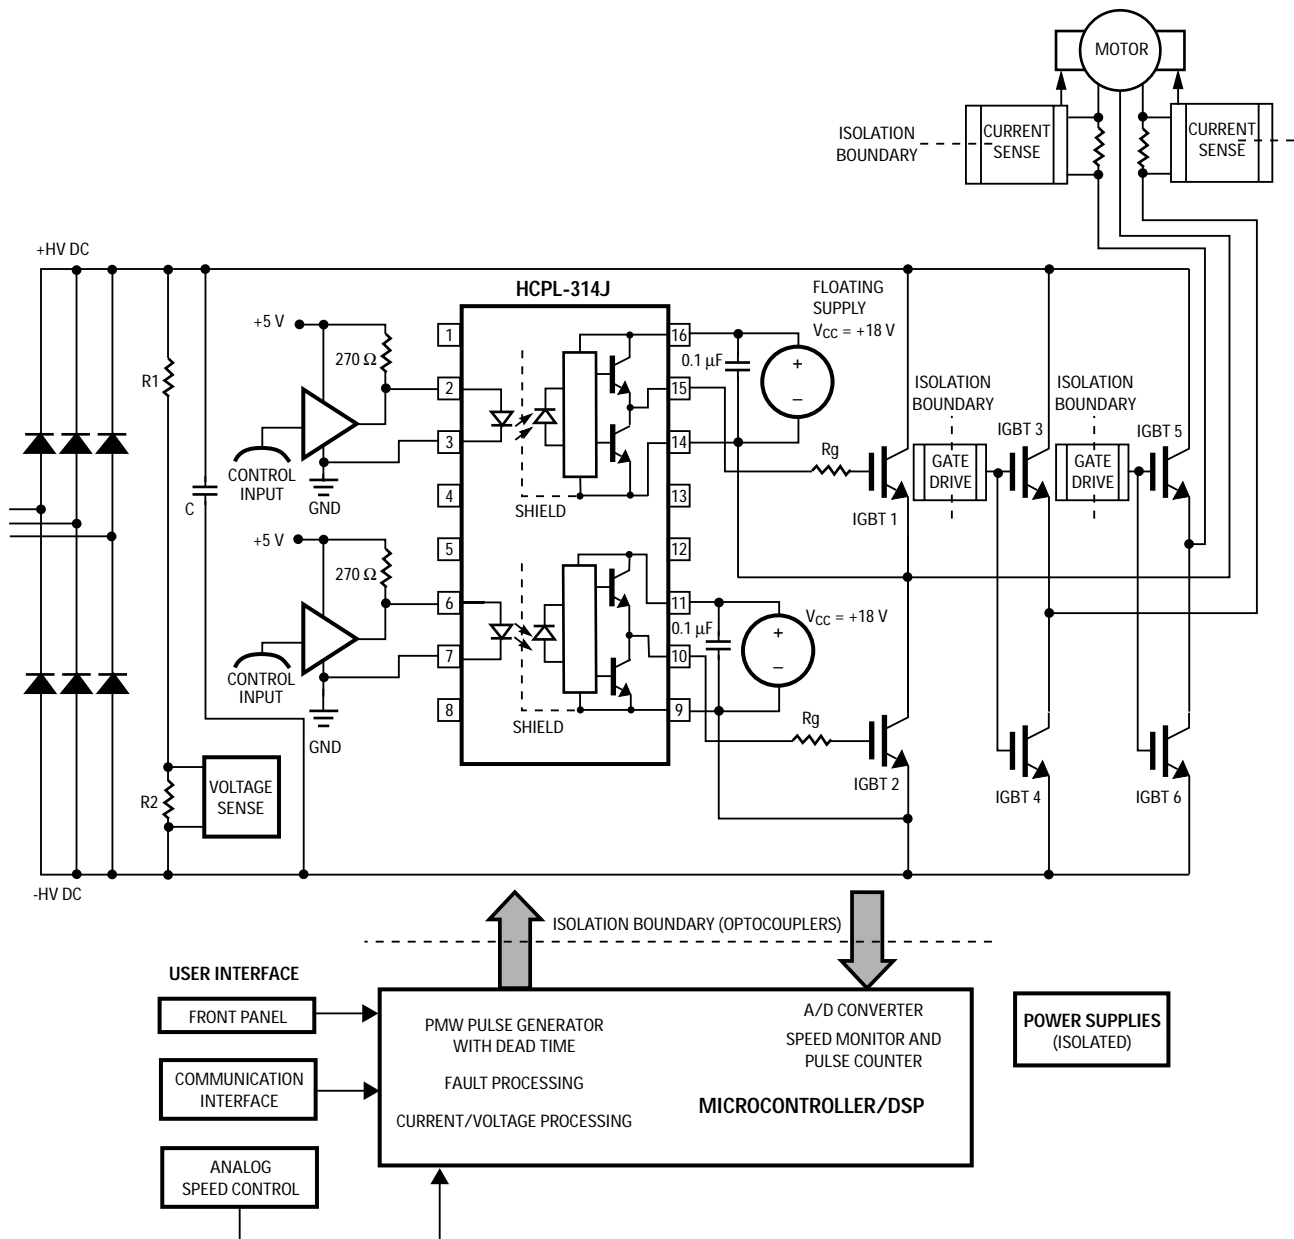 MOTOR
ISOLATION
BOUNDARY
CURRENT
SENSE
CURRENT
SENSE
+HV DC
HCPL-314J
FLOATING
SUPPLY
VCC = +18 V
+5 V
270 Ω
1
2
3
4
5
6
7
8
16
15
14
13
12
11
10
9
0.1 µF
+
–
R1
CONTROL
INPUT
GND
SHIELD
Rg
IGBT 1
ISOLATION
BOUNDARY
GATE
DRIVE
IGBT 3
ISOLATION
BOUNDARY
GATE
DRIVE
IGBT 5
C
+5 V
270 Ω
CONTROL
INPUT
GND
SHIELD
0.1 µF
+
–
VCC = +18 V
Rg
IGBT 2
IGBT 4
IGBT 6
R2
VOLTAGE
SENSE
-HV DC
ISOLATION BOUNDARY (OPTOCOUPLERS)
USER INTERFACE
FRONT PANEL
COMMUNICATION
INTERFACE
ANALOG
SPEED CONTROL
PMW PULSE GENERATOR
WITH DEAD TIME
FAULT PROCESSING
CURRENT/VOLTAGE PROCESSING
A/D CONVERTER
SPEED MONITOR AND
PULSE COUNTER
MICROCONTROLLER/DSP
POWER SUPPLIES
(ISOLATED)